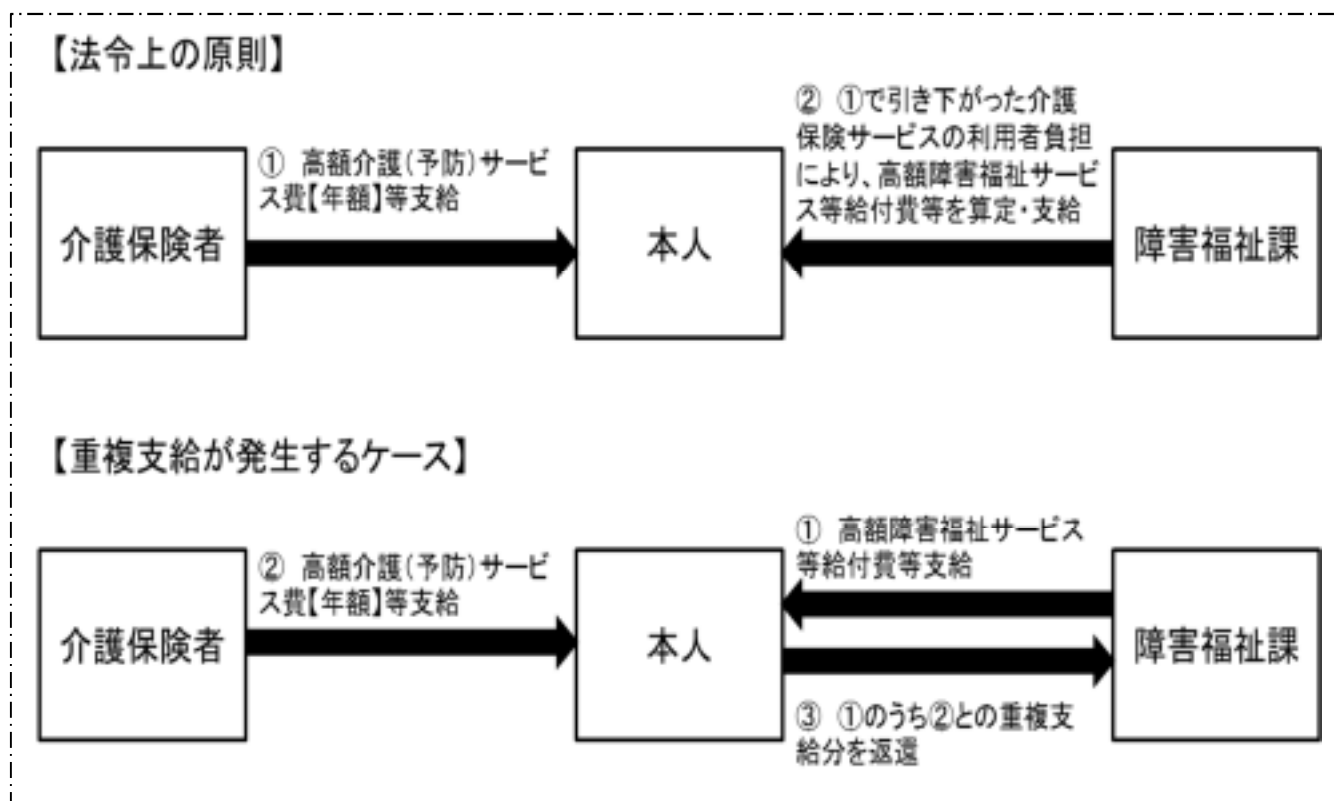 【法令上の原則】
② ①で引き下がった介護
保険サービスの利用者負担
により、高額障害福祉サービ
ス等給付費等を算定・支給
① 高額介護(予防)サービ
ス費【年額】等支給
介護保険者
本人
障害福祉課
【重複支給が発生するケース】
① 高額障害福祉サービス
等給付費等支給
② 高額介護(予防)サービ
ス費【年額】等支給
介護保険者
本人
障害福祉課
③ ①のうち②との重複支
給分を返還